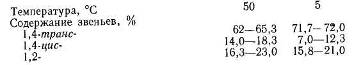 Температура, °С 50 5
Содержание звеньев, %
1,4-транс- 62—65,3 71,7—72,0
1,4-цис- 14,0—18,3 7,0—12,3
1,2- 16,3—23,0 15,8—21,0